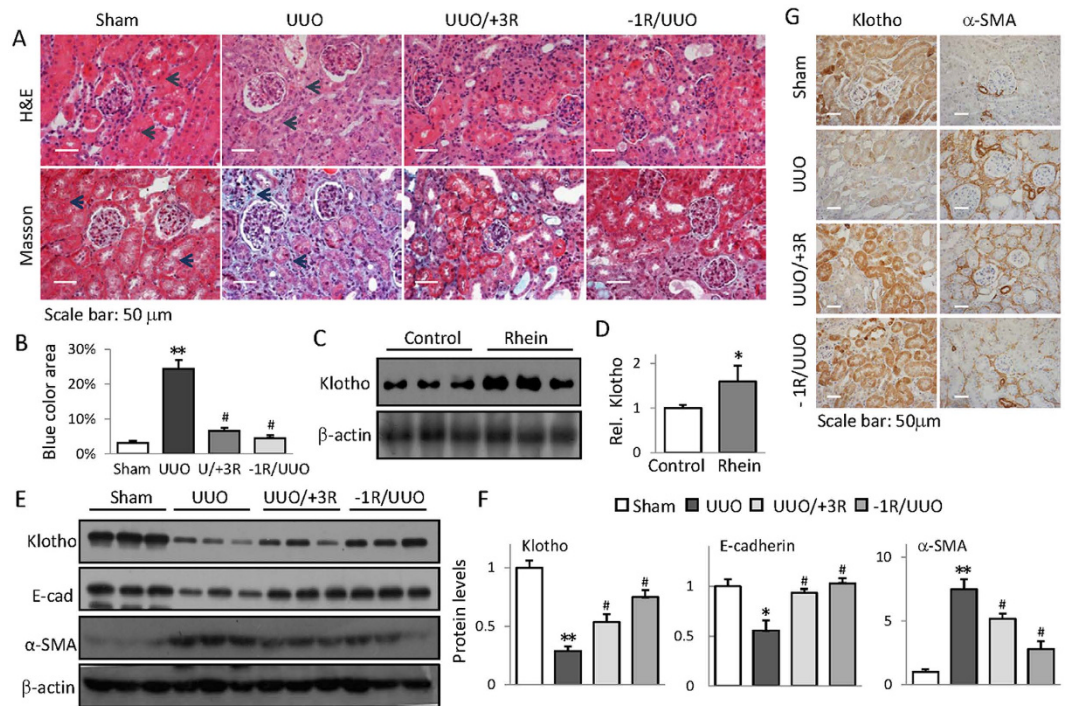 Sham UUO UUO/+3R -1R/UUO
A
H&E
Masson
Scale bar: 50 μm
B
Blue color area
30%
20%
10%
0%
**
#
#
Sham UUO U/+3R -1R/UUO
C
Control Rhein
Klotho
β-actin
D
Rel. Klotho
2
1
0
*
Control Rhein
E
Sham UUO UUO/+3R -1R/UUO
Klotho
E-cad
α-SMA
β-actin
F
Sham UUO UUO/+3R -1R/UUO
Protein levels
Klotho
1
0.5
0
**
#
#
E-cadherin
1
0.5
0
*
#
#
α-SMA
10
5
0
**
#
#
G
Klotho α-SMA
Sham
UUO
UUO/+3R
-1R/UUO
Scale bar: 50μm